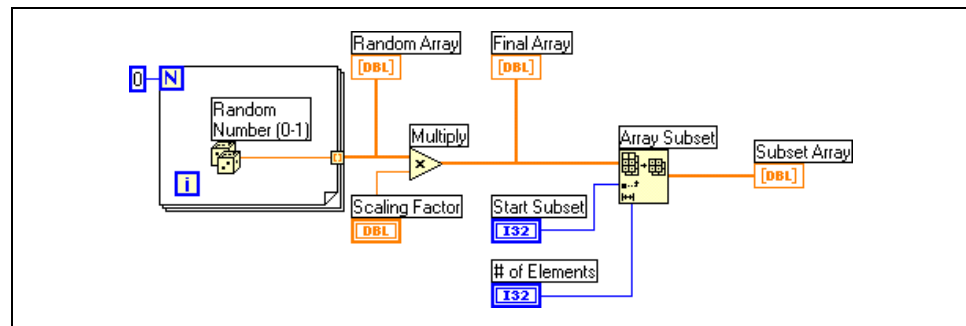 Random Array
[DBL]
Final Array
[DBL]
0
N
Random
Number (0-1)
Multiply
x
Array Subset
Subset Array
[DBL]
i
Scaling Factor
DBL
Start Subset
I32
# of Elements
I32